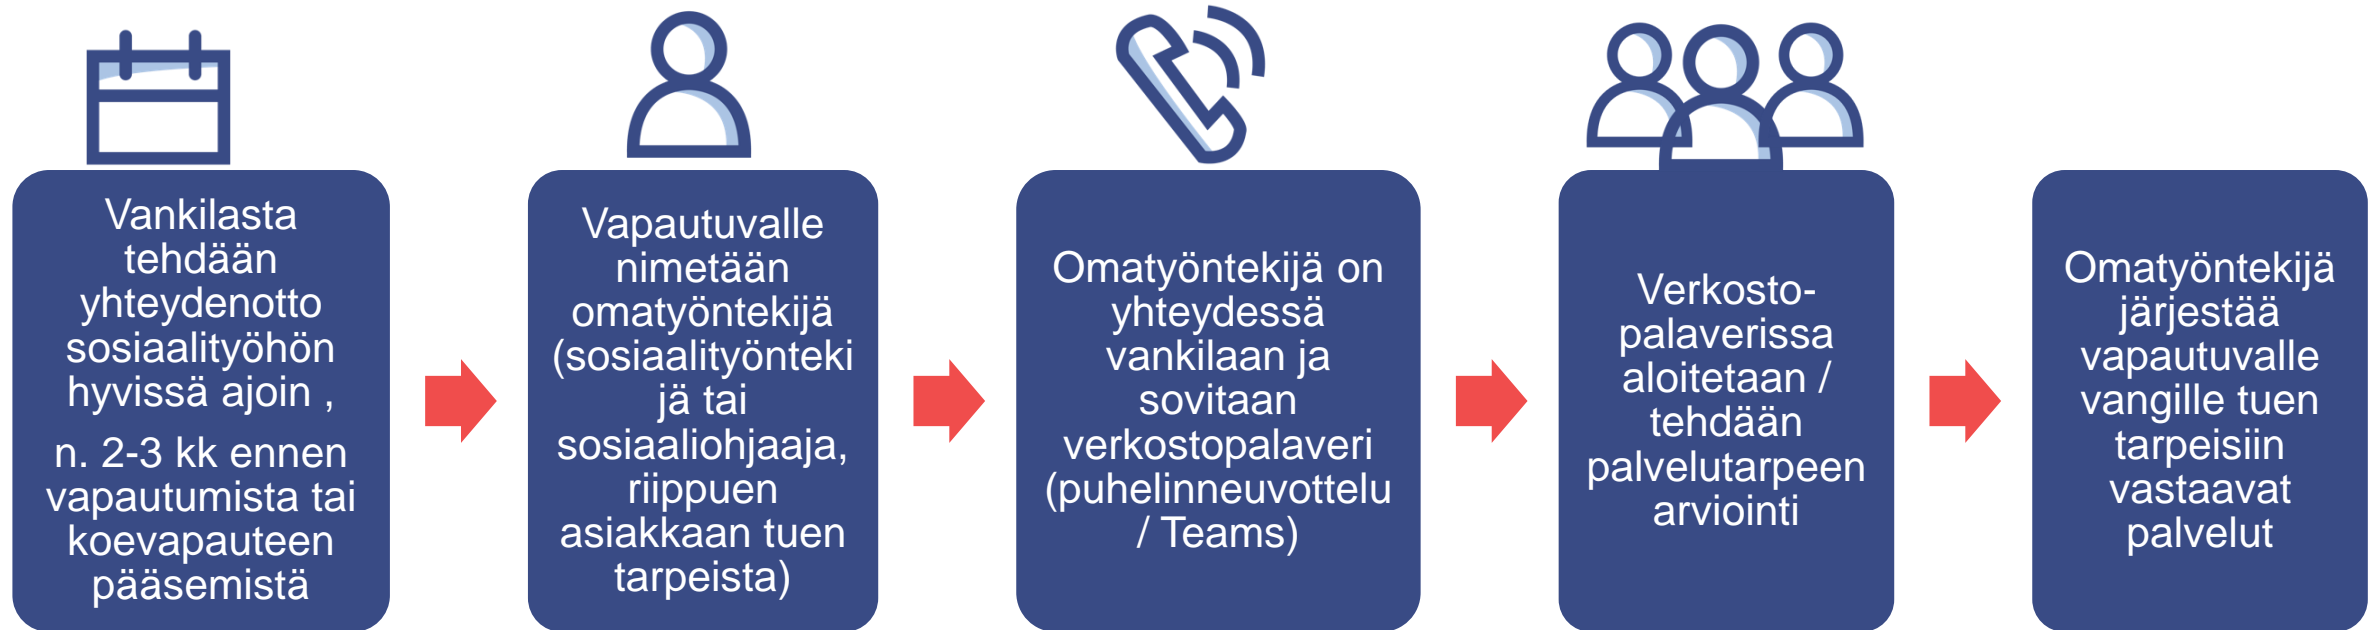 Vankilasta
tehdään
yhteydenotto
sosiaalityöhön
hyvissä ajoin ,
n. 2-3 kk ennen
vapautumista tai
koevapauteen
pääsemistä
Vapautuvalle
nimetään
omatyöntekijä
(sosiaalityönteki
jä tai
sosiaaliohjaaja,
riippuen
asiakkaan tuen
tarpeista)
Omatyöntekijä on
yhteydessä
vankilaan ja
sovitaan
verkostopalaveri
(puhelinneuvottelu
/ Teams)
Verkosto-
palaverissa
aloitetaan /
tehdään
palvelutarpeen
arviointi
Omatyöntekijä
järjestää
vapautuvalle
vangille tuen
tarpeisiin
vastaavat
palvelut